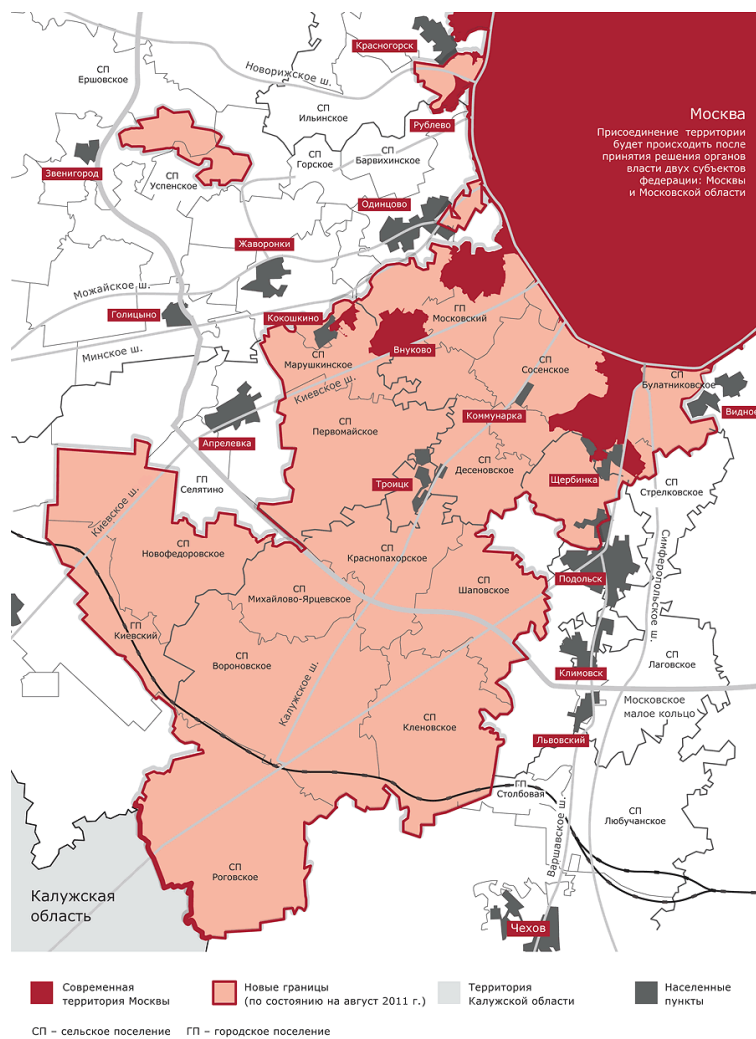 Красногорск
Новорижское ш.
СП
Ершовское
СП
Ильинское
Москва
Присоединение территории
будет происходить после
принятия решения органов
власти двух субъектов
федерации: Москвы
и Московской области
Рублево
СП
Горское
СП
Барвихинское
Звенигород
СП
Успенское
Одинцово
Жаворонки
Можайское ш.
Голицыно
Кокошкино
ГП
Московский
Минское ш.
СП
Марушкинское
Внуково
СП
Сосенское
СП
Булатниковское
Киевское ш.
Видное
Коммунарка
СП
Первомайское
Апрелевка
СП
Десеновское
Троицк
Щербинка
ГП
Селятино
СП
Стрелковское
Киевское ш.
СП
Новофедоровское
СП
Краснопахорское
Симферопольское ш.
СП
Михайлово-Ярцевское
СП
Шаповское
Подольск
ГП
Киевский
СП
Вороновское
Климовск
СП
Лаговское
Калужское ш.
Московское
малое кольцо
СП
Кленовское
Львовский
ГП
Столбовая
СП
Любучанское
Варшавское ш.
СП
Роговское
Калужская
область
Чехов
Современная
территория Москвы
Новые границы
(по состоянию на август 2011 г.)
Территория
Калужской области
Населенные
пункты
СП – сельское поселение ГП – городское поселение